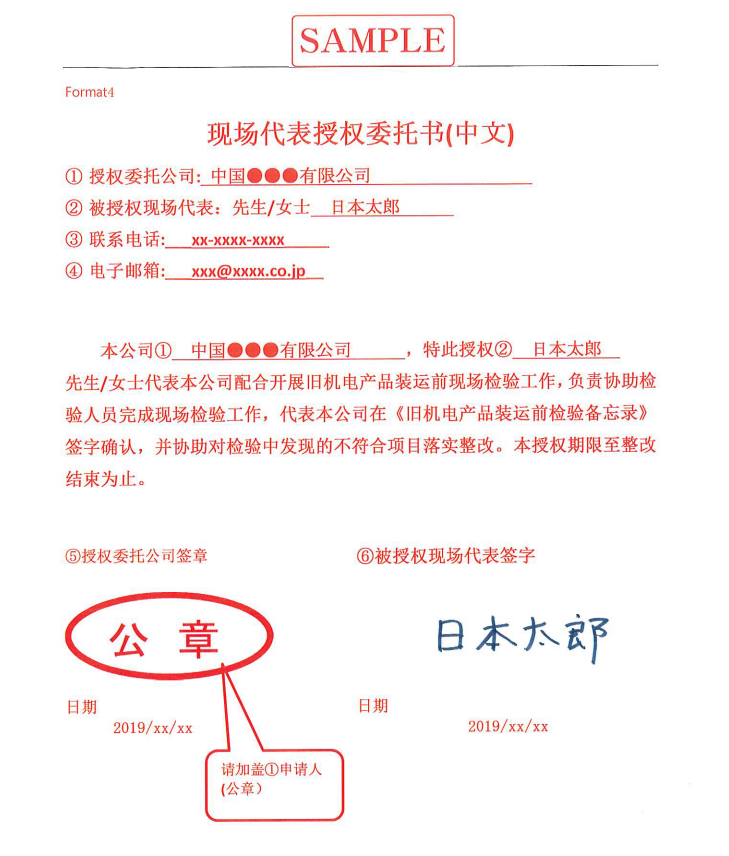 SAMPLE
Format4
现场代表授权委托书(中文)
① 授权委托公司: 中国●●●有限公司
② 被授权现场代表：先生/女士 日本太郎
③ 联系电话: xx-xxxx-xxxx
④ 电子邮箱: xxx@xxxx.co.jp
本公司① 中国●●●有限公司 ，特此授权② 日本太郎
先生/女士代表本公司配合开展旧机电产品装运前现场检验工作，负责协助检
验人员完成现场检验工作，代表本公司在《旧机电产品装运前检验备忘录》
签字确认，并协助对检验中发现的不符合项目落实整改。本授权期限至整改
结束为止。
⑤授权委托公司签章
⑥被授权现场代表签字
公 章
日本太郎
日期
2019/xx/xx
日期
2019/xx/xx
请加盖①申请人
(公章）